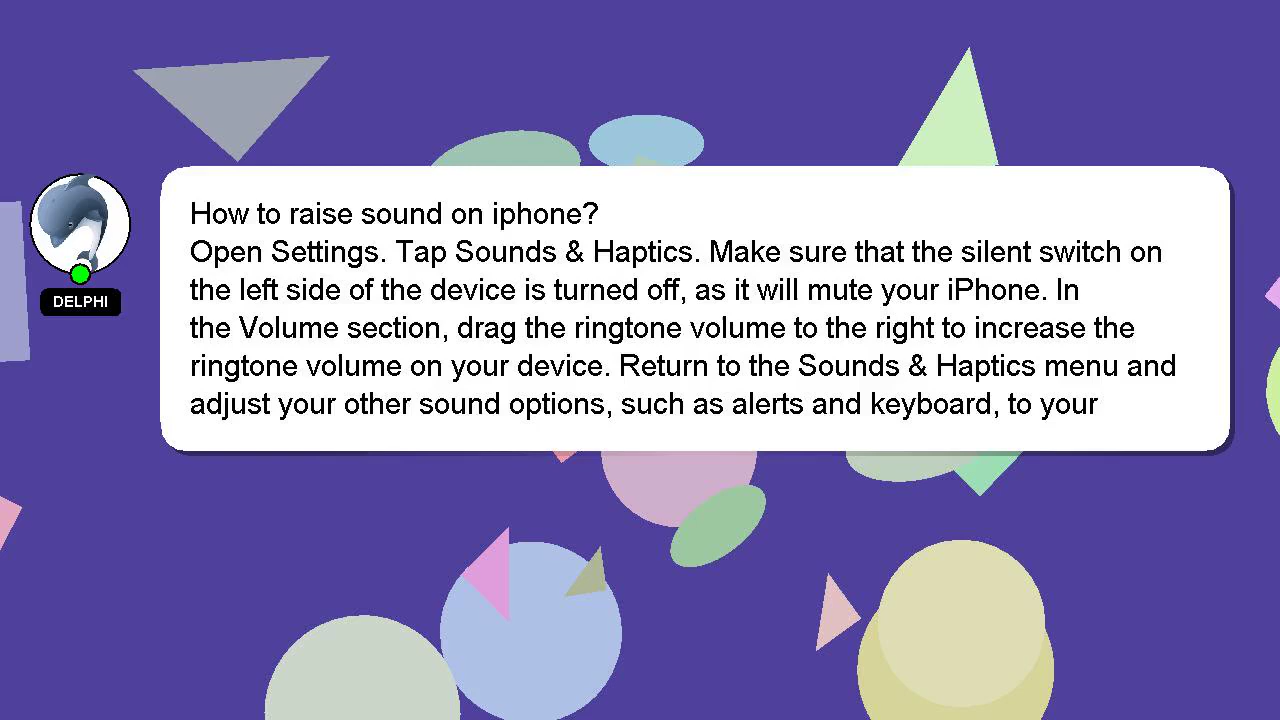 How to raise sound on iphone?
Open Settings. Tap Sounds & Haptics. Make sure that the silent switch on
the left side of the device is turned off, as it will mute your iPhone. In
the Volume section, drag the ringtone volume to the right to increase the
ringtone volume on your device. Return to the Sounds & Haptics menu and
adjust your other sound options, such as alerts and keyboard, to your
DELPHI